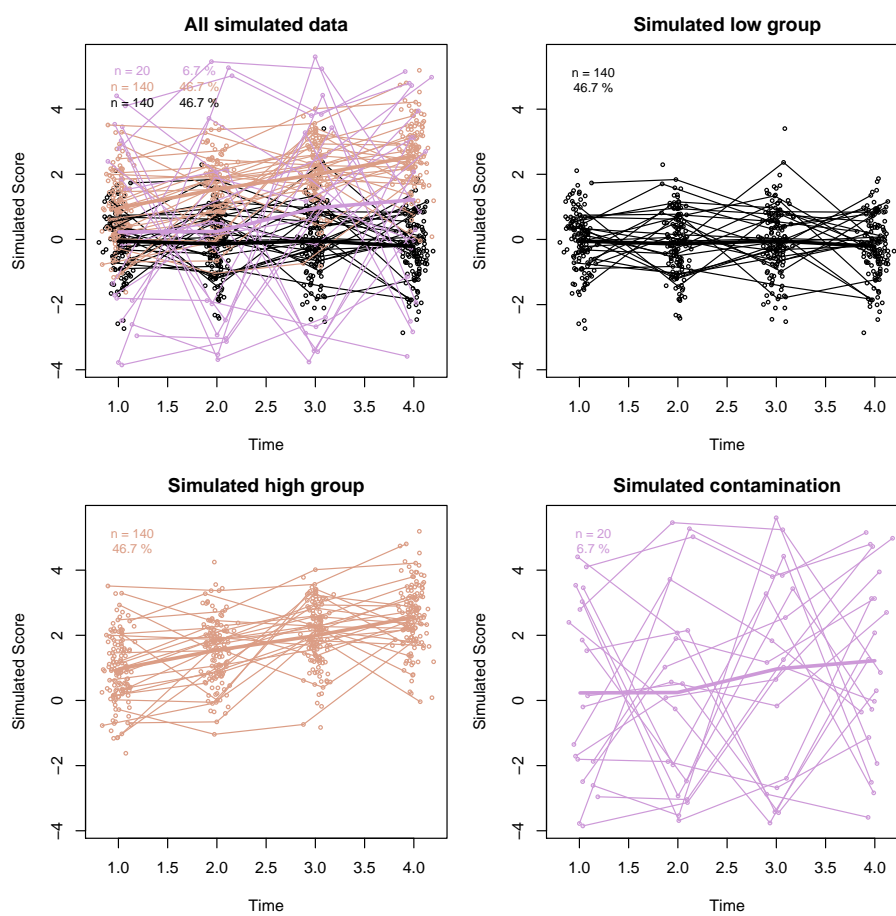 All simulated data
n = 20 6.7 %
n = 140 46.7 %
n = 140 46.7 %
Simulated Score
4
2
0
−2
−4
1.0 1.5 2.0 2.5 3.0 3.5 4.0
Time
Simulated low group
n = 140
46.7 %
Simulated Score
4
2
0
−2
−4
1.0 1.5 2.0 2.5 3.0 3.5 4.0
Time
Simulated high group
n = 140
46.7 %
Simulated Score
4
2
0
−2
−4
1.0 1.5 2.0 2.5 3.0 3.5 4.0
Time
Simulated contamination
n = 20
6.7 %
Simulated Score
4
2
0
−2
−4
1.0 1.5 2.0 2.5 3.0 3.5 4.0
Time